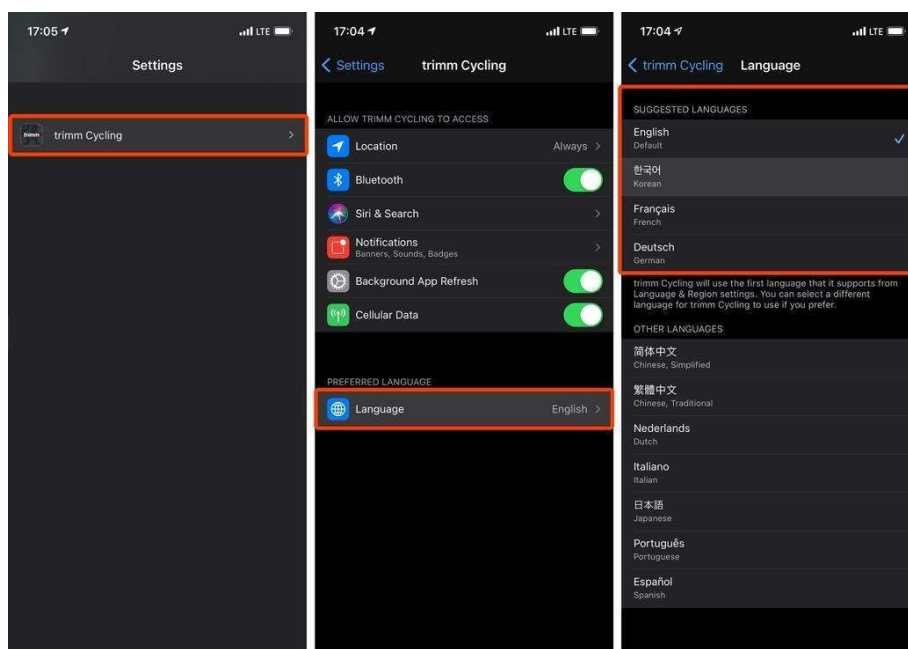 17:05
LTE
Settings
trimm
trimm Cycling
17:04
LTE
Settings
trimm Cycling
ALLOW TRIMM CYCLING TO ACCESS
Location
Always
Bluetooth
Siri & Search
Notifications
Banners, Sounds, Badges
Background App Refresh
Cellular Data
PREFERRED LANGUAGE
Language
English
17:04
LTE
trimm Cycling
Language
SUGGESTED LANGUAGES
English
Default
한국어
Korean
Français
French
Deutsch
German
trimm Cycling will use the first language that it supports from
Language & Region settings. You can select a different
language for trimm Cycling to use if you prefer.
OTHER LANGUAGES
简体中文
Chinese, Simplified
繁體中文
Chinese, Traditional
Nederlands
Dutch
Italiano
Italian
日本語
Japanese
Português
Portuguese
Español
Spanish